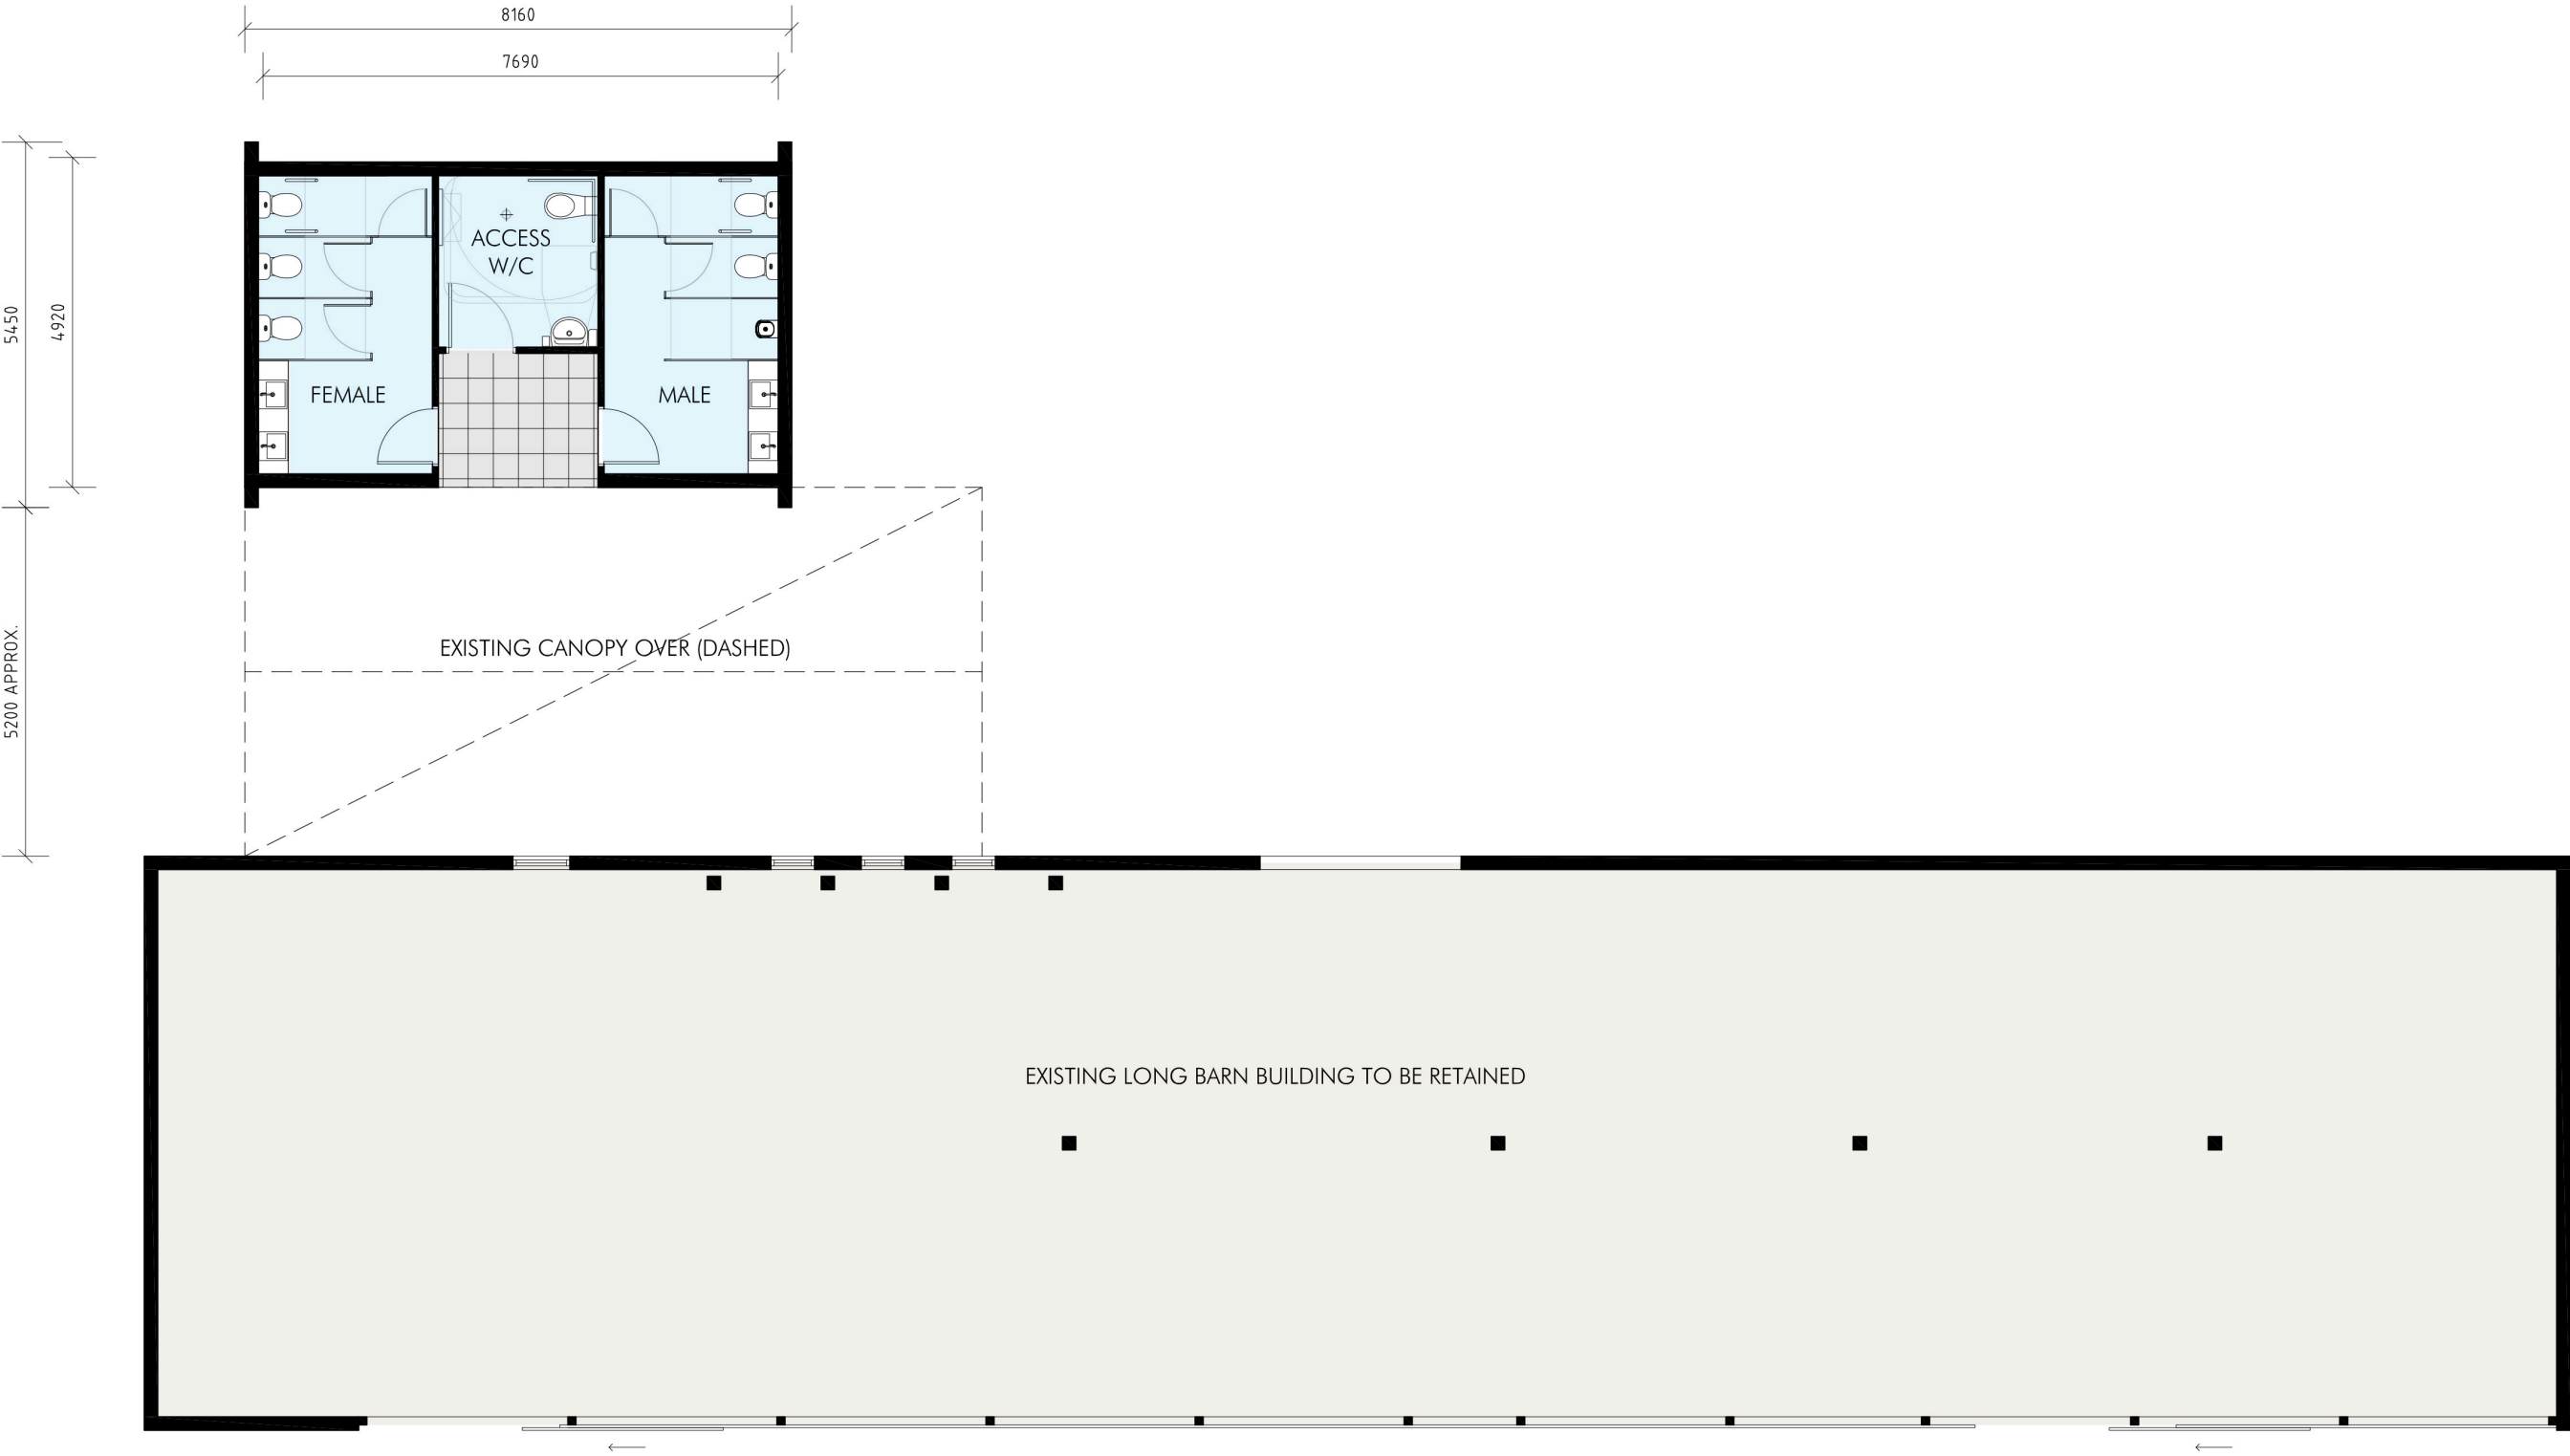 8160
7690
5450
4920
ACCESS
W/C
FEMALE
MALE
5200 APPROX.
EXISTING CANOPY OVER (DASHED)
EXISTING LONG BARN BUILDING TO BE RETAINED